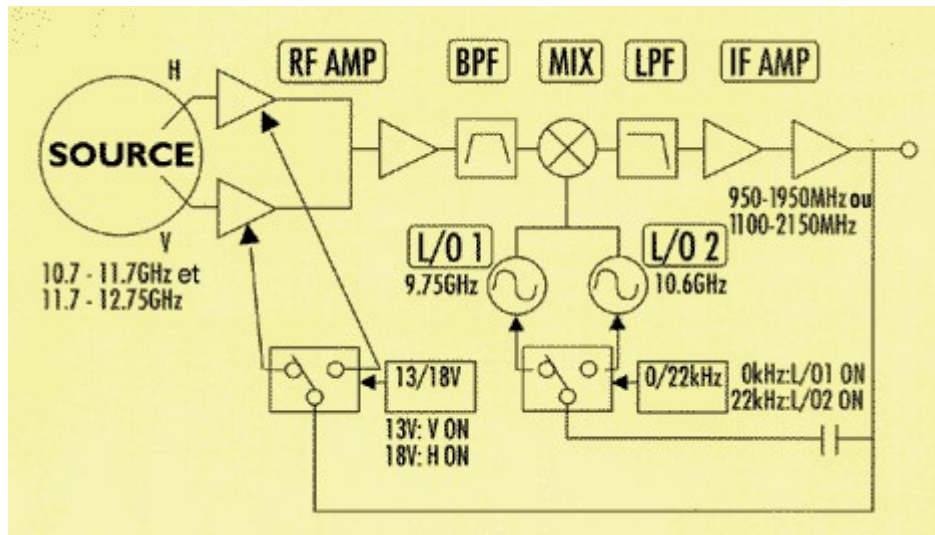 RF AMP BPF MIX LPF IF AMP
H
SOURCE
V
10.7 - 11.7GHz et
11.7 - 12.75GHz
950-1950MHz ou
1100-2150MHz
L/O 1
9.75GHz
L/O 2
10.6GHz
13/18V
13V: V ON
18V: H ON
0/22kHz
0kHz:L/O1 ON
22kHz:L/O2 ON